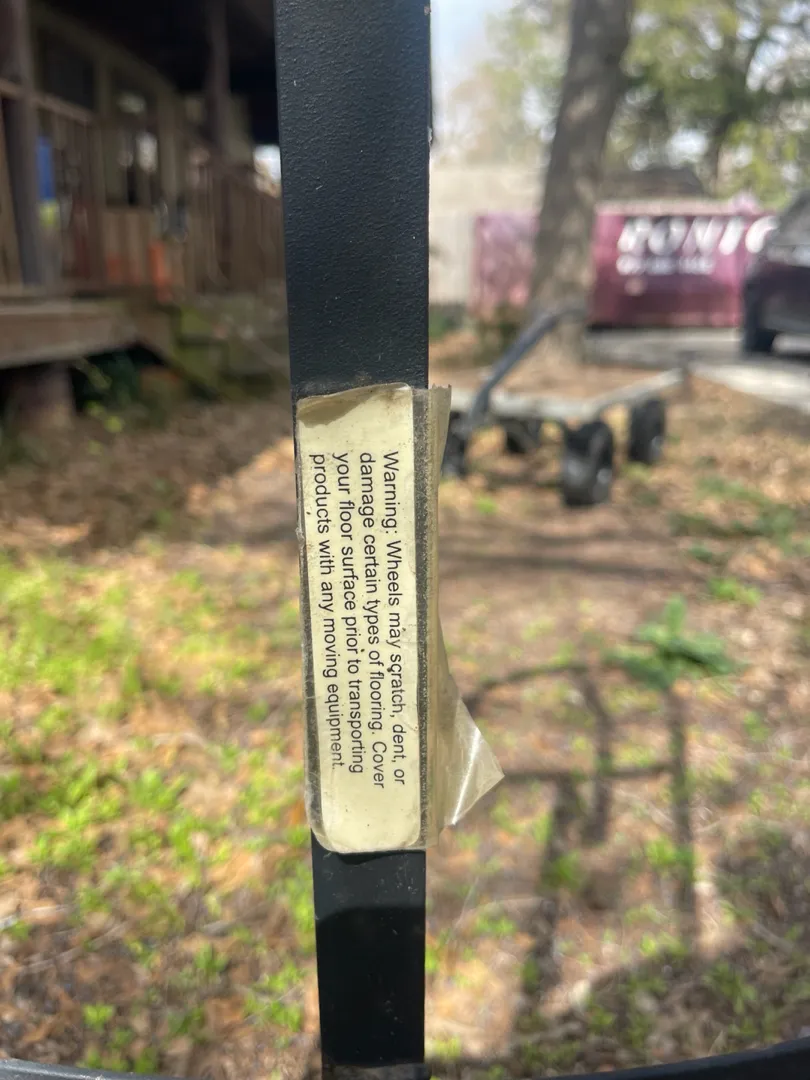 Warning: Wheels may scratch, dent, or
damage certain types of flooring. Cover
your floor surface prior to transporting
products with any moving equipment.